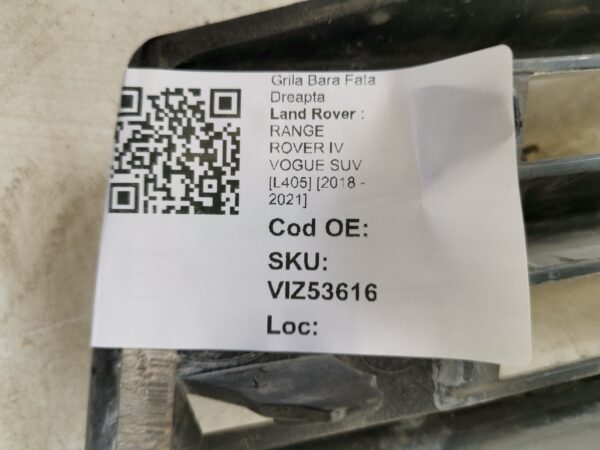 Grila Bara Fata
Dreapta
Land Rover :
RANGE
ROVER IV
VOGUE SUV
[L405] [2018 -
2021]
Cod OE:
SKU:
VIZ53616
Loc: